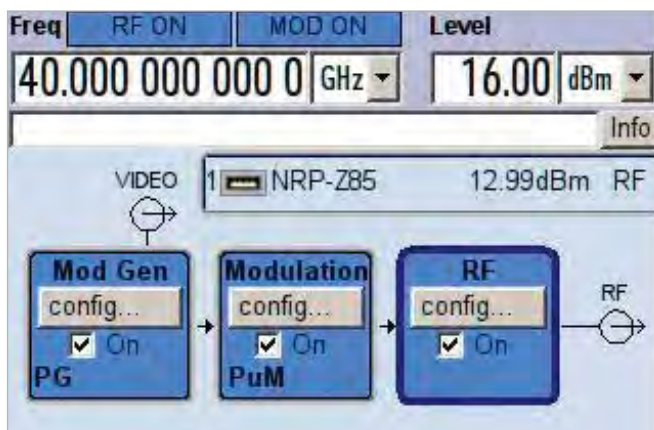 Freq RF ON MOD ON Level
40.000 000 000 0 GHz 16.00 dBm
Info
VIDEO 1 NRP-Z85 12.99dBm RF
Mod Gen Modulation RF
config... config... config... RF
On On On
PG PuM